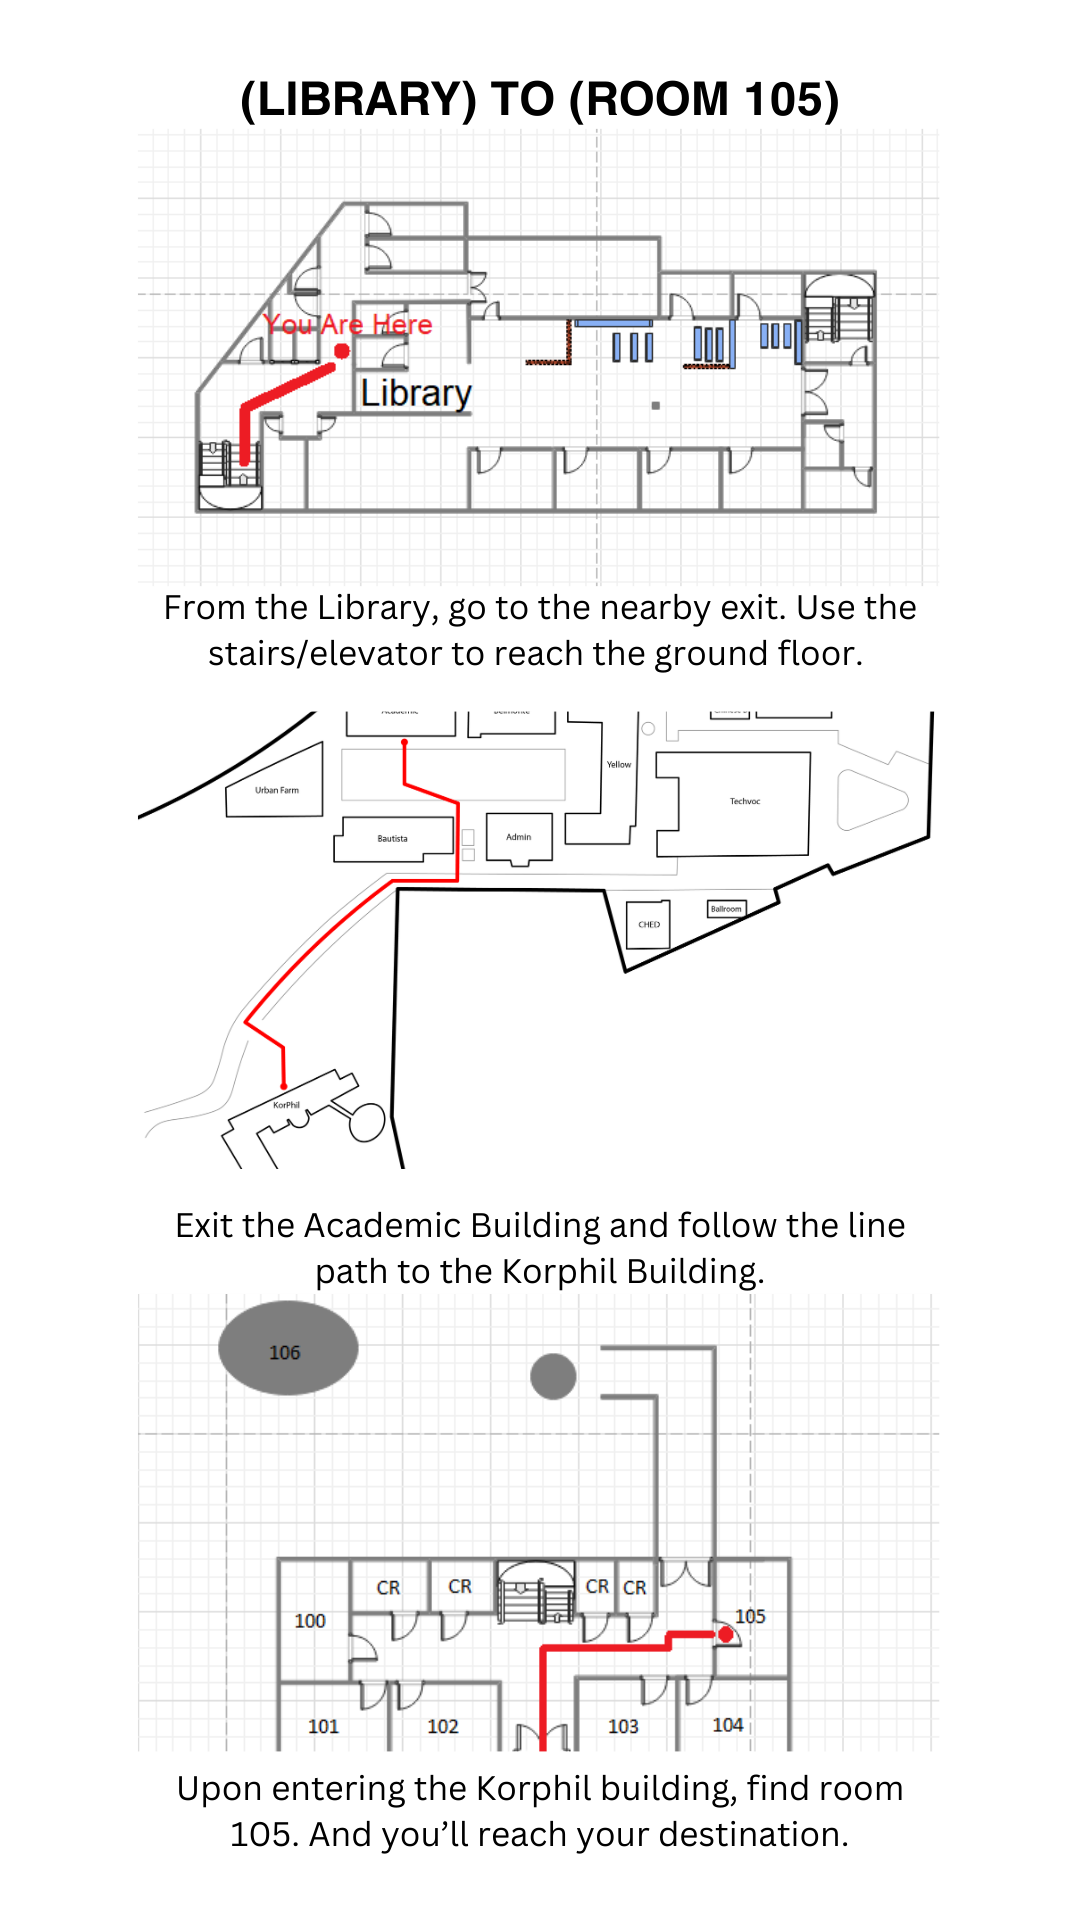 (LIBRARY) TO (ROOM 105)
You Are Here
Library
From the Library, go to the nearby exit. Use the
stairs/elevator to reach the ground floor.
Academic
Belmonte
Yellow
Urban Farm
Techvoc
Bautista
Admin
CHED
Ballroom
KorPhil
Exit the Academic Building and follow the line
path to the Korphil Building.
106
CR
CR
CR
CR
100
105
101
102
103
104
Upon entering the Korphil building, find room
105. And you’ll reach your destination.